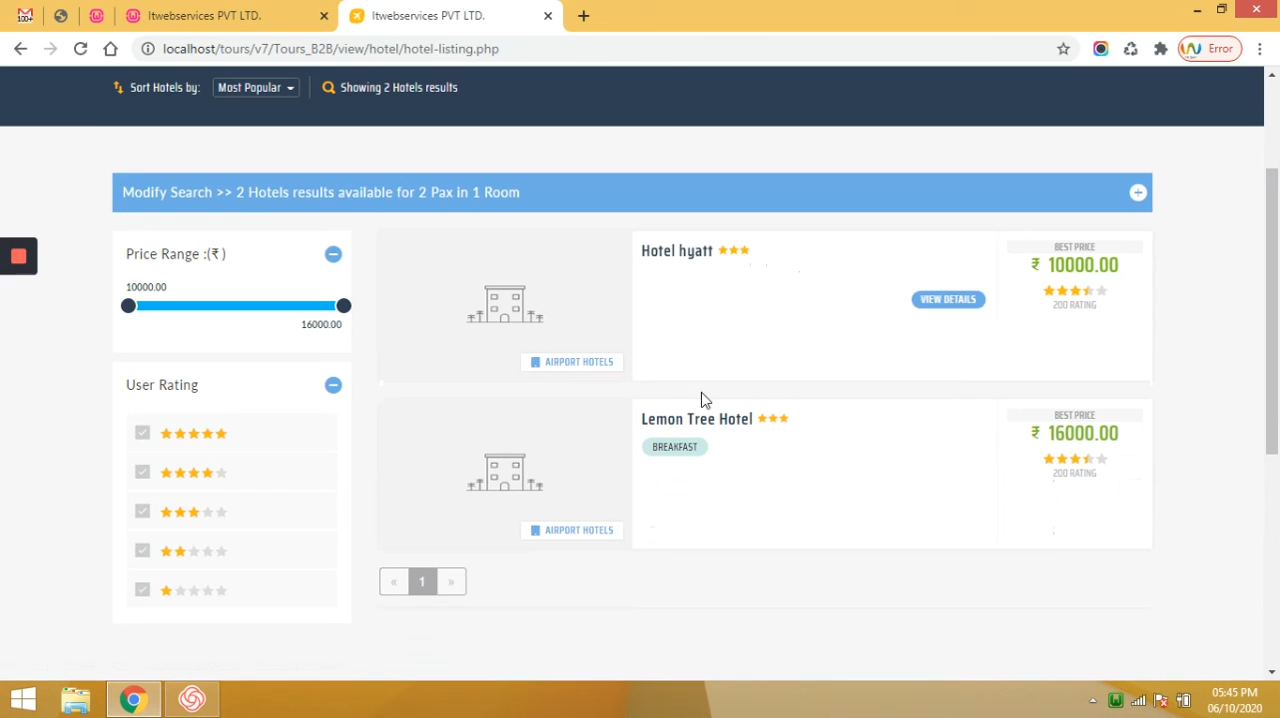 100+
Itwebservices PVT LTD.
Itwebservices PVT LTD.
localhost/tours/v7/Tours_B2B/view/hotel/hotel-listing.php
Error
Sort Hotels by: Most Popular
Showing 2 Hotels results
Modify Search >> 2 Hotels results available for 2 Pax in 1 Room
Price Range :(₹ )
10000.00
16000.00
User Rating
Hotel hyatt
VIEW DETAILS
AIRPORT HOTELS
BEST PRICE
₹ 10000.00
200 RATING
Lemon Tree Hotel
BREAKFAST
AIRPORT HOTELS
BEST PRICE
₹ 16000.00
200 RATING
« 1 »
05:45 PM
06/10/2020